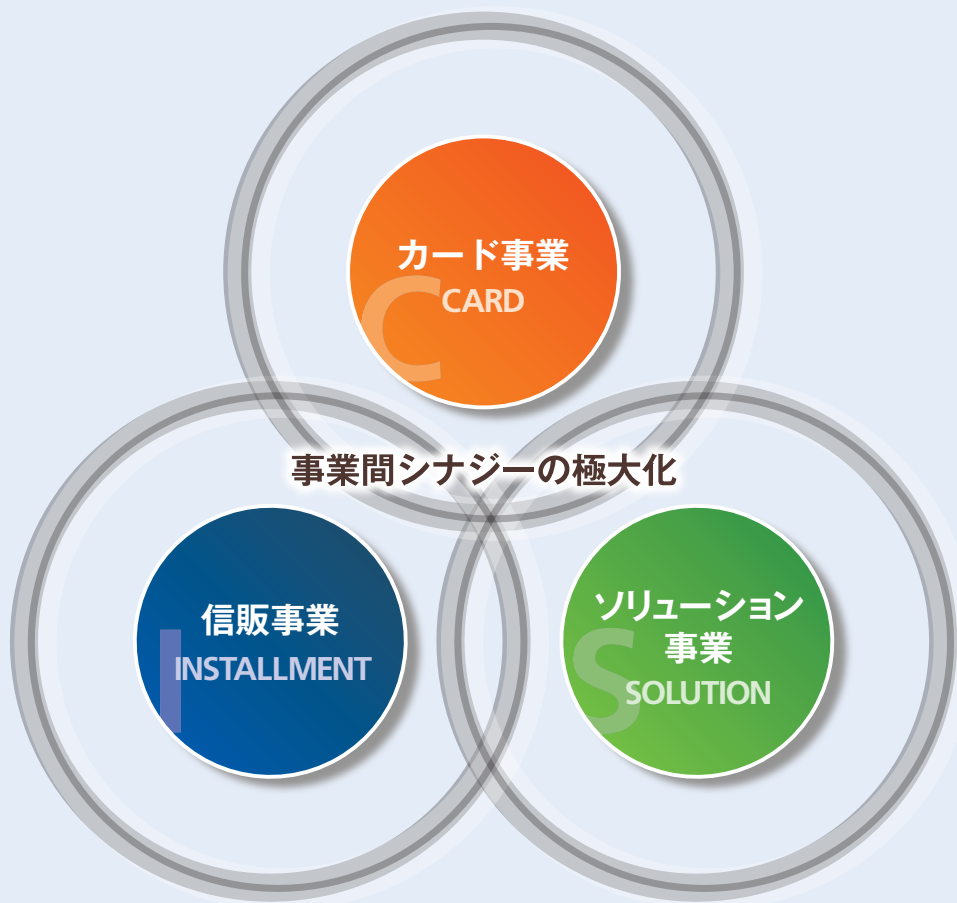 カード事業
CARD
C
事業間シナジーの極大化
信販事業
INSTALLMENT
I
ソリューション
事業
SOLUTION
S